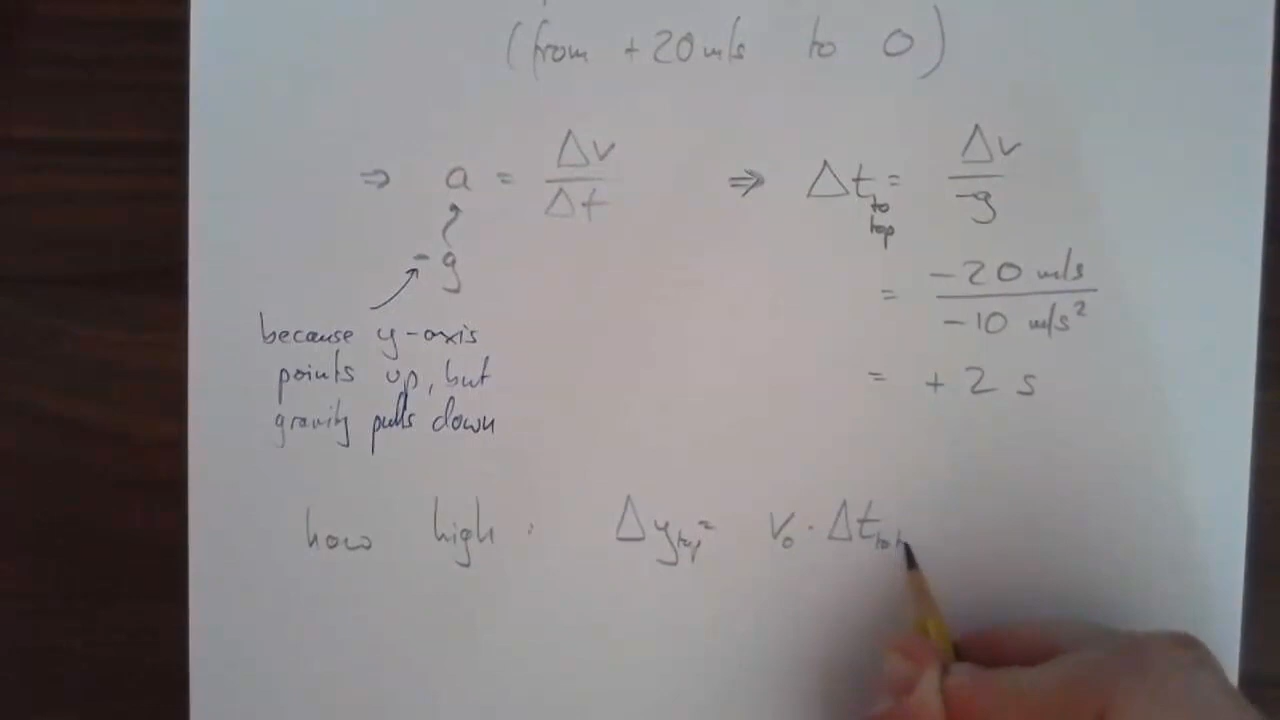 (from +20 m/s to 0)
⇒ a = Δv/Δt ⇒ Δt to top = Δv/-g
-g
= -20 m/s / -10 m/s²
= +2 s
because y-axis
points up, but
gravity pulls down
how high: Δy top = v₀ · Δt to t